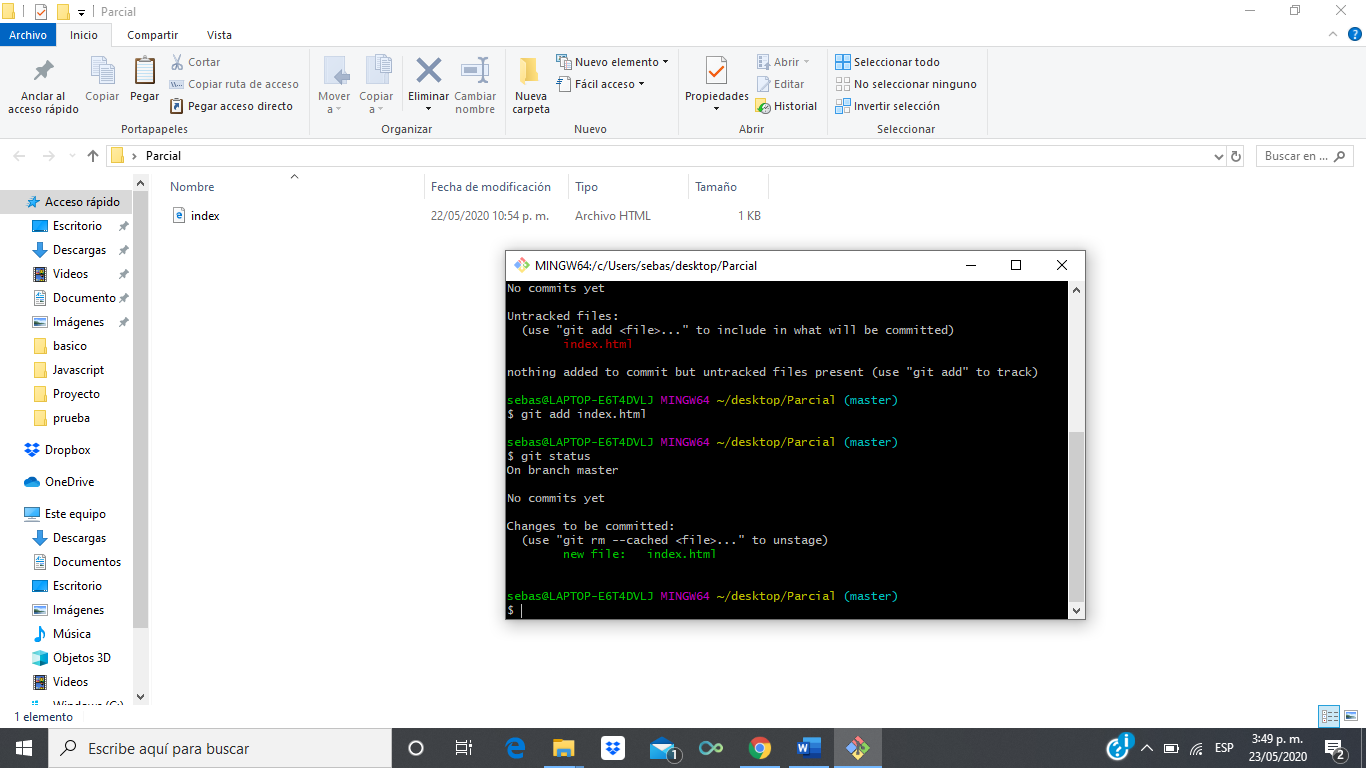 Parcial
Archivo Inicio Compartir Vista
Anclar al acceso rápido
Copiar
Pegar
Cortar
Copiar ruta de acceso
Pegar acceso directo
Portapapeles
Mover a
Copiar a
Eliminar
Cambiar nombre
Organizar
Nueva carpeta
Nuevo elemento
Fácil acceso
Nuevo
Propiedades
Abrir
Editar
Historial
Abrir
Seleccionar todo
No seleccionar ninguno
Invertir selección
Seleccionar
Parcial
Buscar en ...
Nombre Fecha de modificación Tipo Tamaño
index 22/05/2020 10:54 p. m. Archivo HTML 1 KB
Acceso rápido
Escritorio
Descargas
Videos
Documento
Imágenes
basico
Javascript
Proyecto
prueba
Dropbox
OneDrive
Este equipo
Descargas
Documentos
Escritorio
Imágenes
Música
Objetos 3D
Videos
Windows (C:)
1 elemento
MINGW64:/c/Users/sebas/desktop/Parcial
No commits yet
Untracked files:
(use "git add <file>..." to include in what will be committed)
index.html
nothing added to commit but untracked files present (use "git add" to track)
sebas@LAPTOP-E6T4DVLJ MINGW64 ~/desktop/Parcial (master)
$ git add index.html
sebas@LAPTOP-E6T4DVLJ MINGW64 ~/desktop/Parcial (master)
$ git status
On branch master
No commits yet
Changes to be committed:
(use "git rm --cached <file>..." to unstage)
new file: index.html
sebas@LAPTOP-E6T4DVLJ MINGW64 ~/desktop/Parcial (master)
$
Escribe aquí para buscar
1
ESP
3:49 p. m.
23/05/2020
2